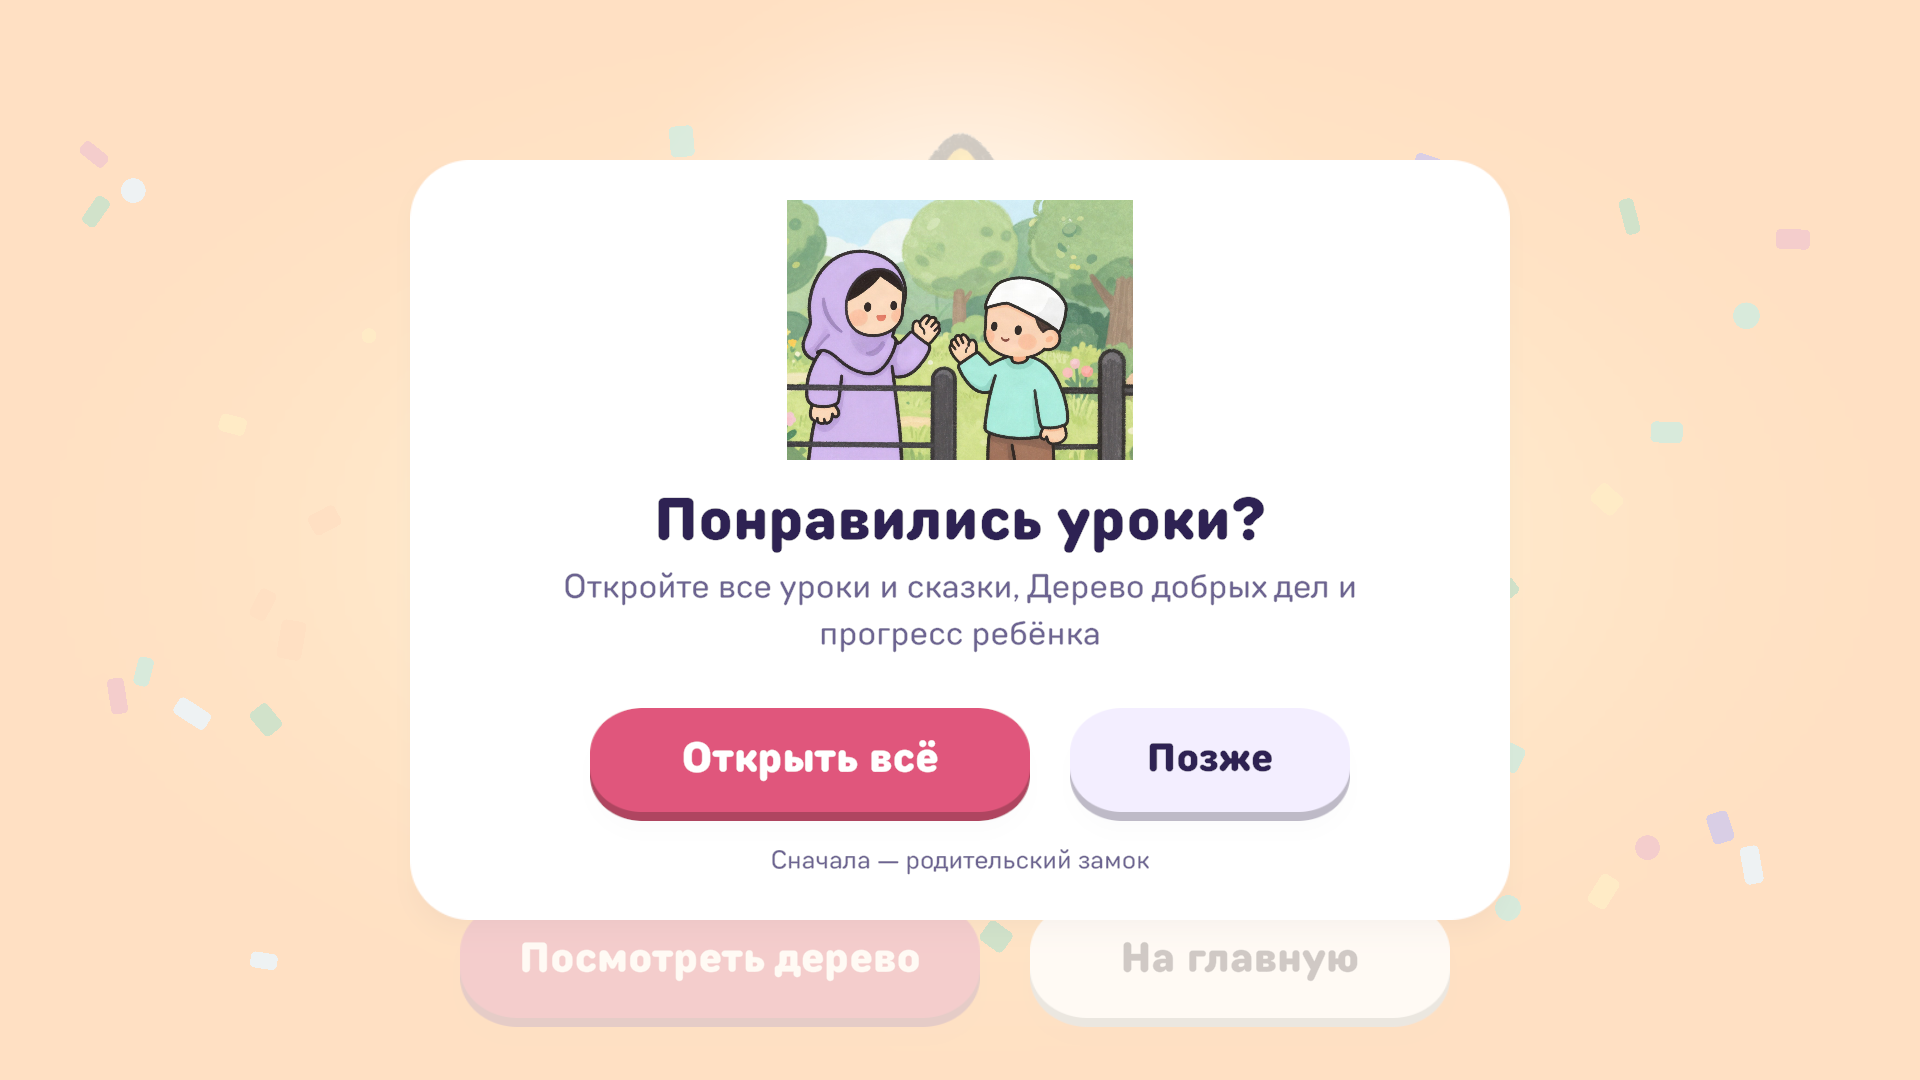 Понравились уроки?
Откройте все уроки и сказки, Дерево добрых дел и
прогресс ребёнка
Открыть всё
Позже
Сначала — родительский замок
Посмотреть дерево
На главную